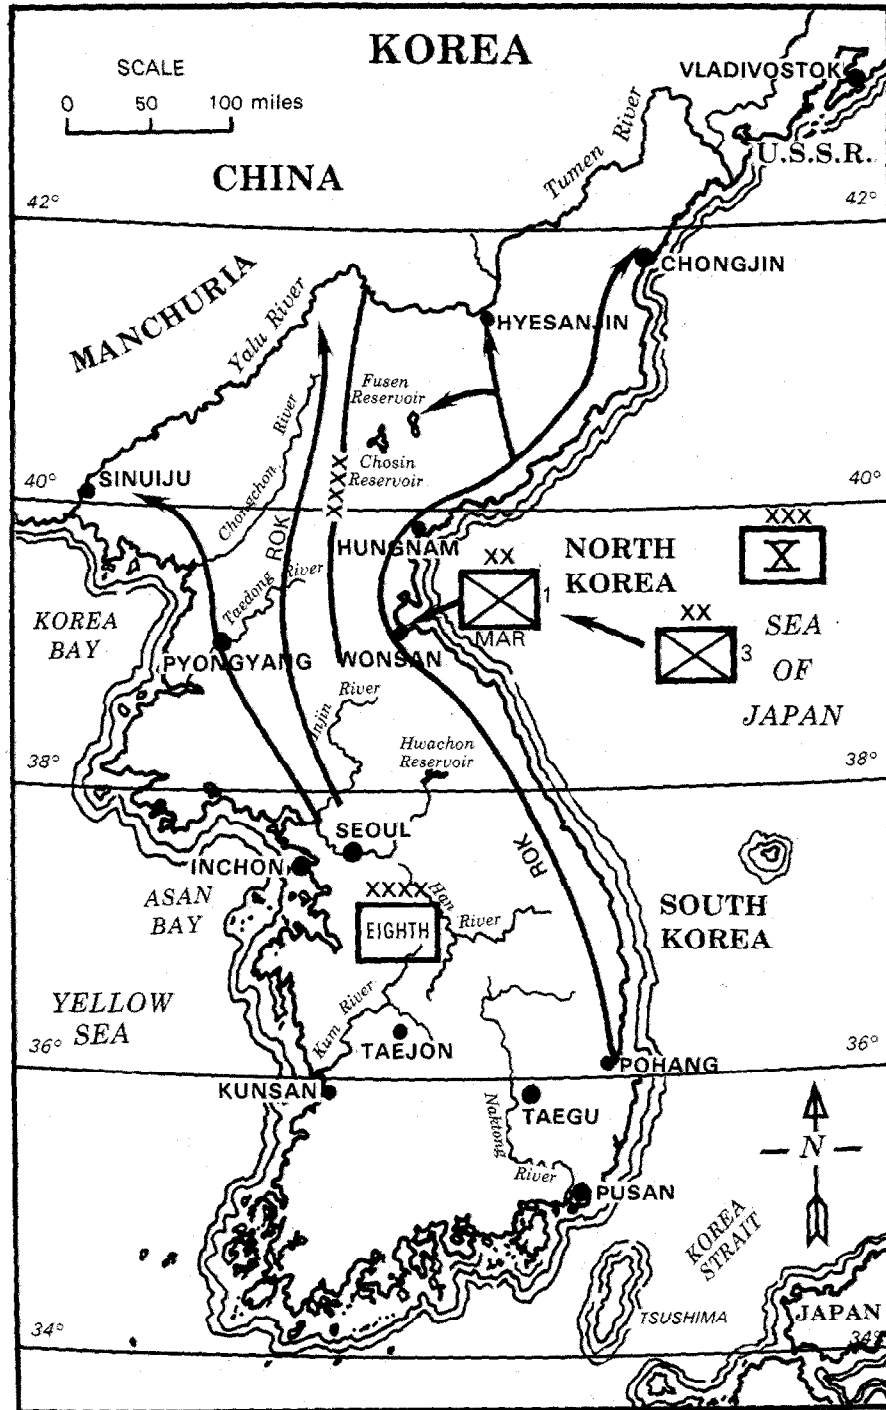 KOREA
SCALE
0 50 100 miles
VLADIVOSTOK
U.S.S.R.
Tumen River
CHINA
42° 42°
CHONGJIN
MANCHURIA
Yalu River
HYESANJIN
Fusen
Reservoir
Chongchon River
Chosin
Reservoir
SINUIJU
XXXX
ROK
40° 40°
HUNGNAM
NORTH
KOREA
XXX
X
XX
1
MAR
XX
3
Taedong River
KOREA
BAY
PYONGYANG
WONSAN
SEA
OF
JAPAN
Injin River
Hwachon
Reservoir
38° 38°
SEOUL
INCHON
ROK
ASAN
BAY
XXXX
EIGHTH
Han River
SOUTH
KOREA
YELLOW
SEA
Kum River
TAEJON
36° 36°
POHANG
KUNSAN
TAEGU
Naktong
River
N
PUSAN
KOREA
STRAIT
TSUSHIMA
JAPAN
34° 34°